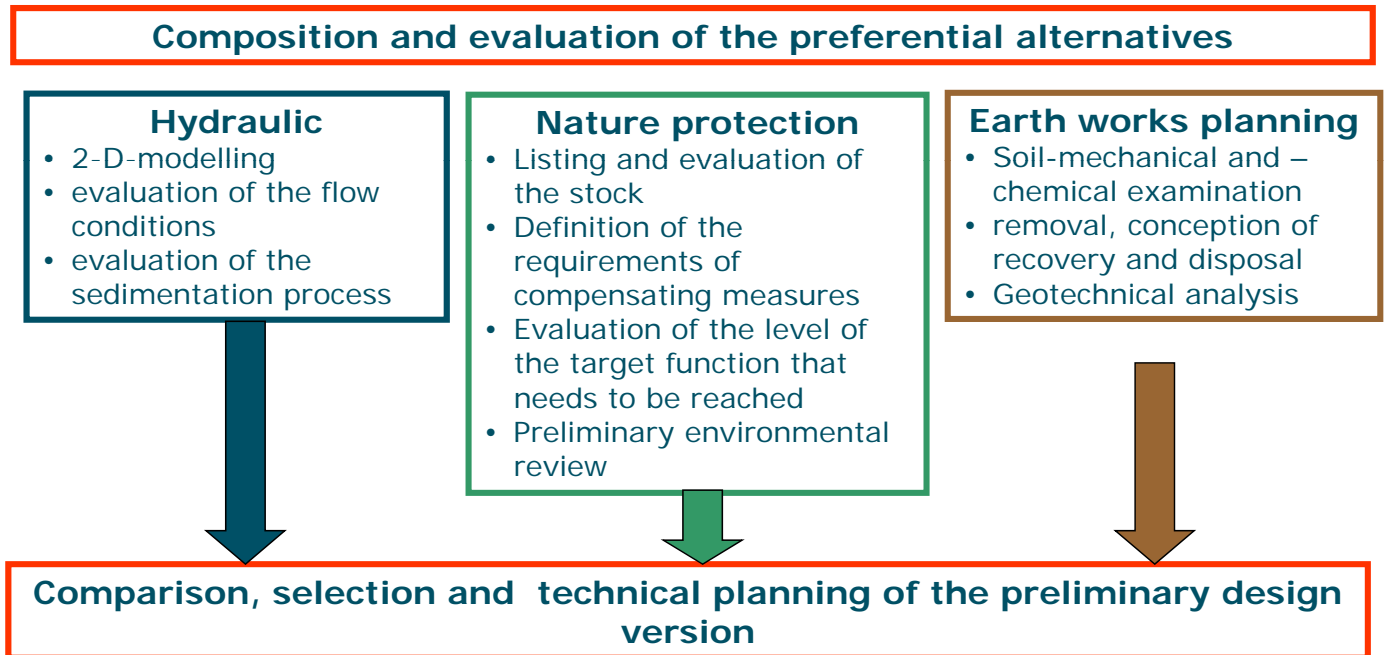 Composition and evaluation of the preferential alternatives
Hydraulic
• 2-D-modelling
• evaluation of the flow
conditions
• evaluation of the
sedimentation process
Nature protection
• Listing and evaluation of
the stock
• Definition of the
requirements of
compensating measures
• Evaluation of the level of
the target function that
needs to be reached
• Preliminary environmental
review
Earth works planning
• Soil-mechanical and –
chemical examination
• removal, conception of
recovery and disposal
• Geotechnical analysis
Comparison, selection and technical planning of the preliminary design
version